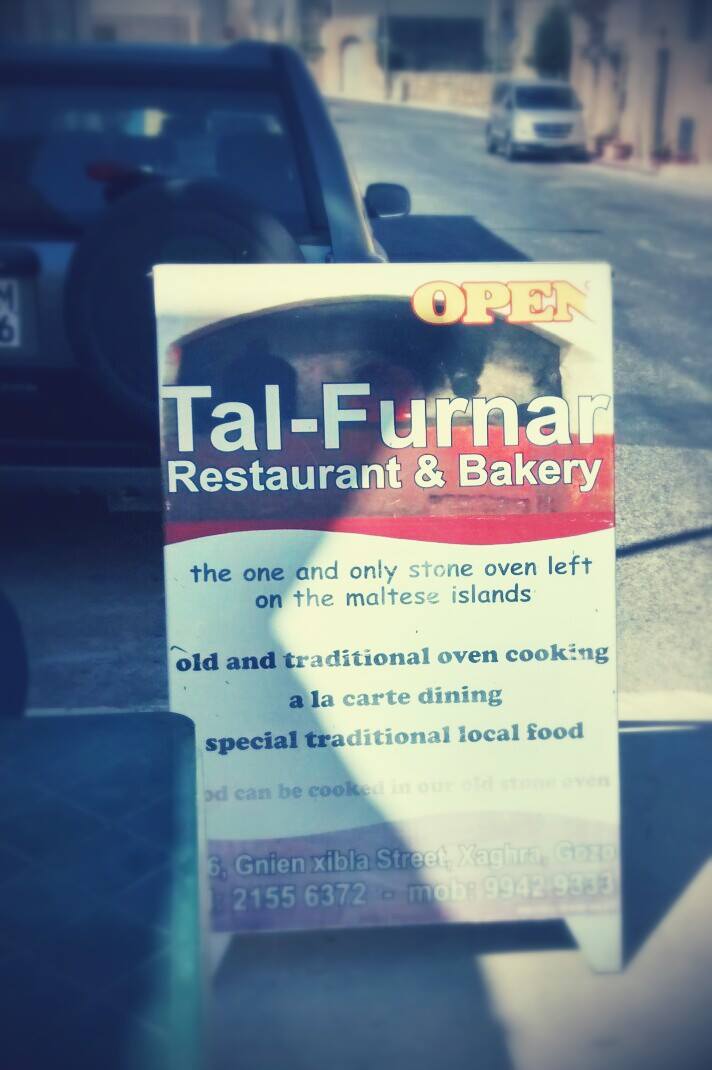 OPEN
Tal-Furnar
Restaurant & Bakery
the one and only stone oven left
on the maltese islands
old and traditional oven cooking
a la carte dining
special traditional local food
can be cooked in our old stone oven
6, Gnien xibla Street, Xaghra, Gozo
2155 6372 - mob: 9942 9333
6